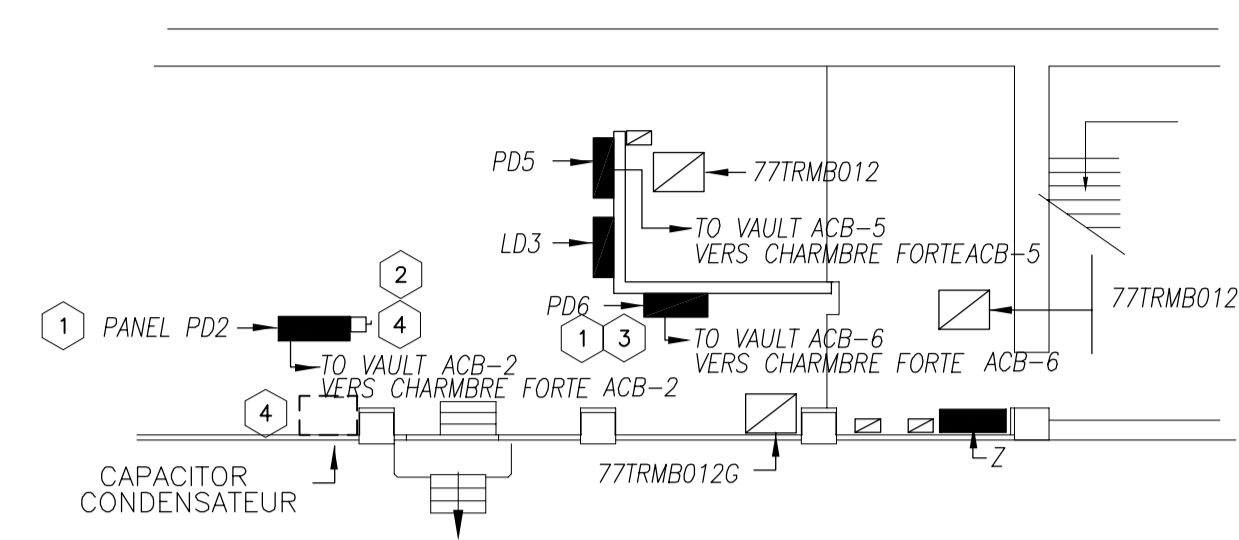 PD5
77TRMB012
LD3
TO VAULT ACB-5
VERS CHARMBRE FORTEACB-5
2
PD6
77TRMB012
1 PANEL PD2
4
1 3
TO VAULT ACB-6
VERS CHARMBRE FORTE ACB-6
TO VAULT ACB-2
VERS CHARMBRE FORTE ACB-2
4
CAPACITOR
CONDENSATEUR
77TRMB012G
Z